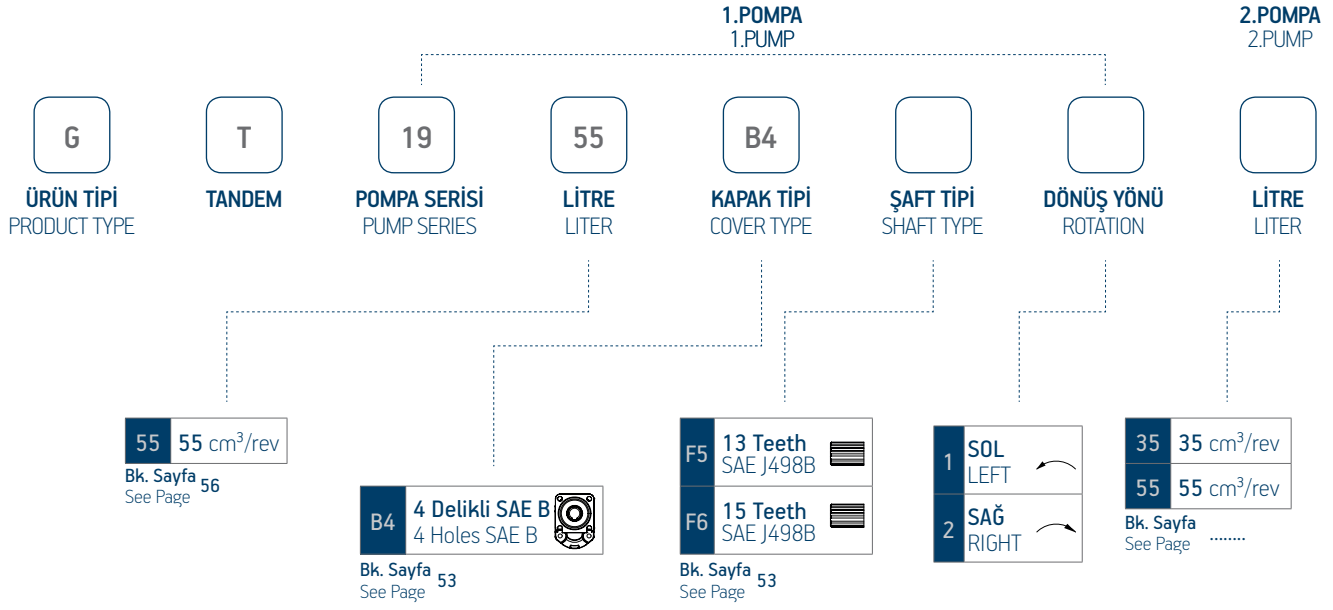 1.POMPA
1.PUMP
2.POMPA
2.PUMP
G
T
19
55
B4
ÜRÜN TİPİ
PRODUCT TYPE
TANDEM
POMPA SERİSİ
PUMP SERIES
LİTRE
LITER
KAPAK TİPİ
COVER TYPE
ŞAFT TİPİ
SHAFT TYPE
DÖNÜŞ YÖNÜ
ROTATION
LİTRE
LITER
55 55 cm³/rev
Bk. Sayfa 56
See Page
B4 4 Delikli SAE B
4 Holes SAE B
Bk. Sayfa 53
See Page
F5 13 Teeth
SAE J498B
F6 15 Teeth
SAE J498B
Bk. Sayfa 53
See Page
1 SOL
LEFT
2 SAĞ
RIGHT
35 35 cm³/rev
55 55 cm³/rev
Bk. Sayfa ........
See Page